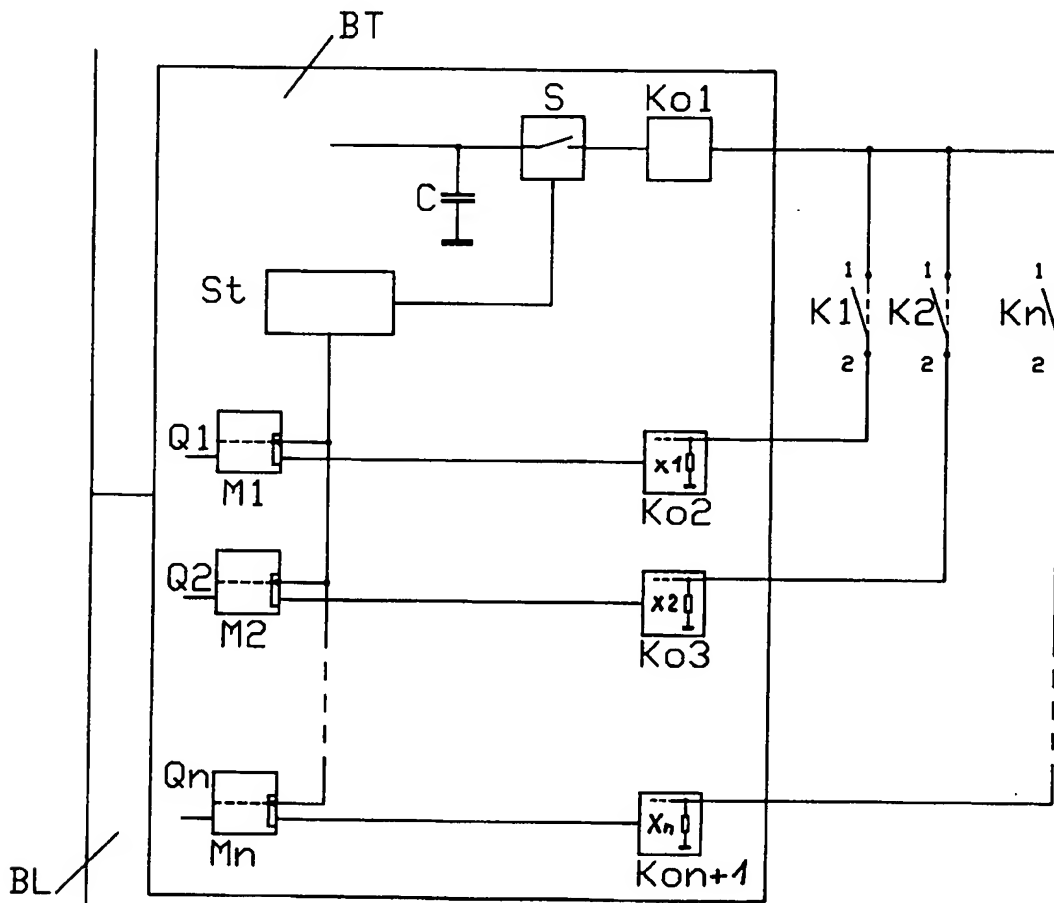 BT
S
Ko1
C
St
1 1 1
K1 K2 Kn
2 2 2
Q1
M1
x1
Ko2
Q2
M2
x2
Ko3
Qn
Mn
Xn
Kon+1
BL